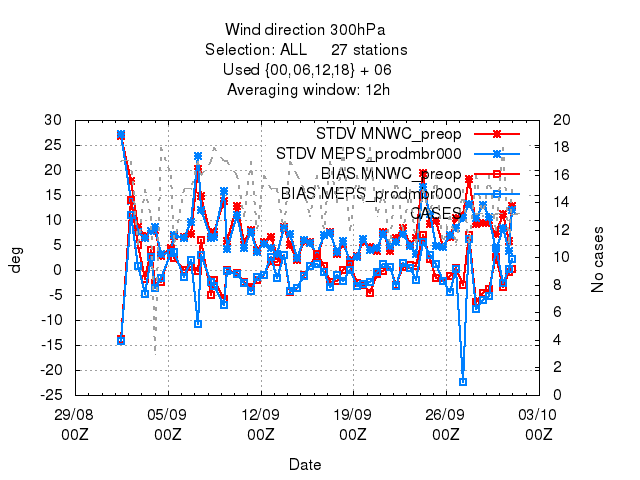 Wind direction 300hPa
Selection: ALL 27 stations
Used {00,06,12,18} + 06
Averaging window: 12h
STDV MNWC_preop
STDV MEPS_prodmbr000
BIAS MNWC_preop
BIAS MEPS_prodmbr000
CASES
deg
30
25
20
15
10
5
0
-5
-10
-15
-20
-25
No cases
20
18
16
14
12
10
8
6
4
2
0
29/08 05/09 12/09 19/09 26/09 03/10
00Z 00Z 00Z 00Z 00Z 00Z
Date